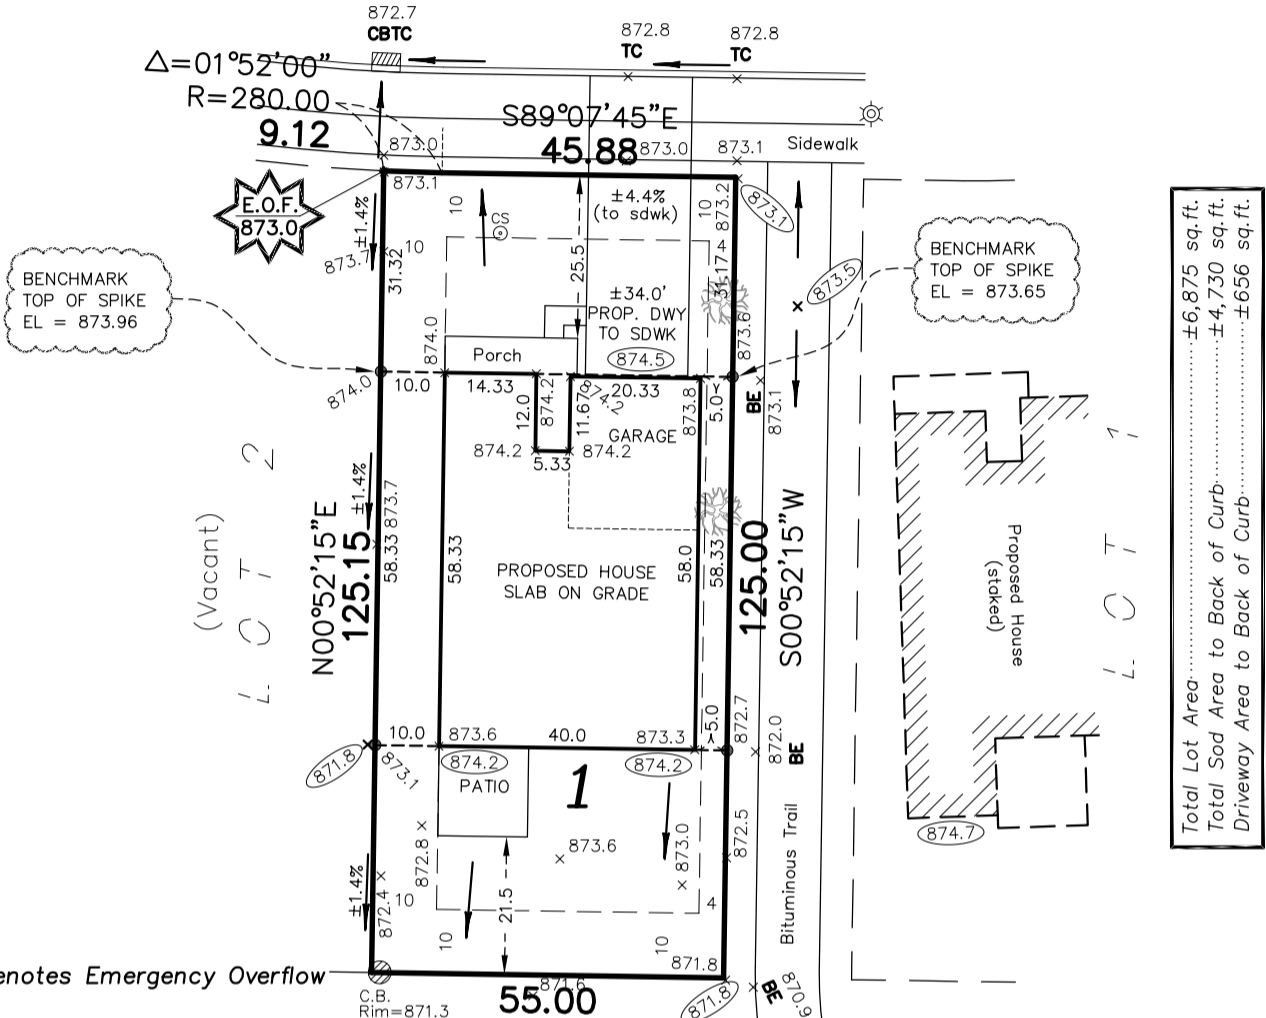 872.7
CBTC
872.8
TC
872.8
TC
△=01°52'00"
R=280.00
9.12
S89°07'45"E
45.88
873.0
873.0
873.1
Sidewalk
873.1
E.O.F.
873.0
±1.4%
10
CS
±4.4%
(to sdwk)
10
873.2
873.1
873.7
10
31.32
25.5
4
31.17
873.5
BENCHMARK
TOP OF SPIKE
EL = 873.96
BENCHMARK
TOP OF SPIKE
EL = 873.65
±34.0'
PROP. DWY
TO SDWK
874.5
873.6
874.0
Porch
874.0
10.0
14.33
874.2
20.33
874.2
873.8
5.0
BE
873.1
12.0
11.67
GARAGE
874.2
5.33
874.2
±1.4%
873.7
58.33
58.33
58.0
58.33
N00°52'15"E
125.15
125.00
S00°52'15"W
PROPOSED HOUSE
SLAB ON GRADE
(Vacant)
LOT 2
Proposed House
(staked)
LOT 1
10.0
873.6
40.0
873.3
5.0
872.7
872.0
BE
871.8
873.1
874.2
874.2
PATIO
1
874.7
872.8
873.6
873.0
872.5
Bituminous Trail
±1.4%
872.4
10
10
21.5
10
4
871.8
enotes Emergency Overflow
C.B.
Rim=871.3
871.6
55.00
871.8
BE
870.9
Total Lot Area ±6,875 sq.ft.
Total Sod Area to Back of Curb ±4,730 sq.ft.
Driveway Area to Back of Curb ±656 sq.ft.